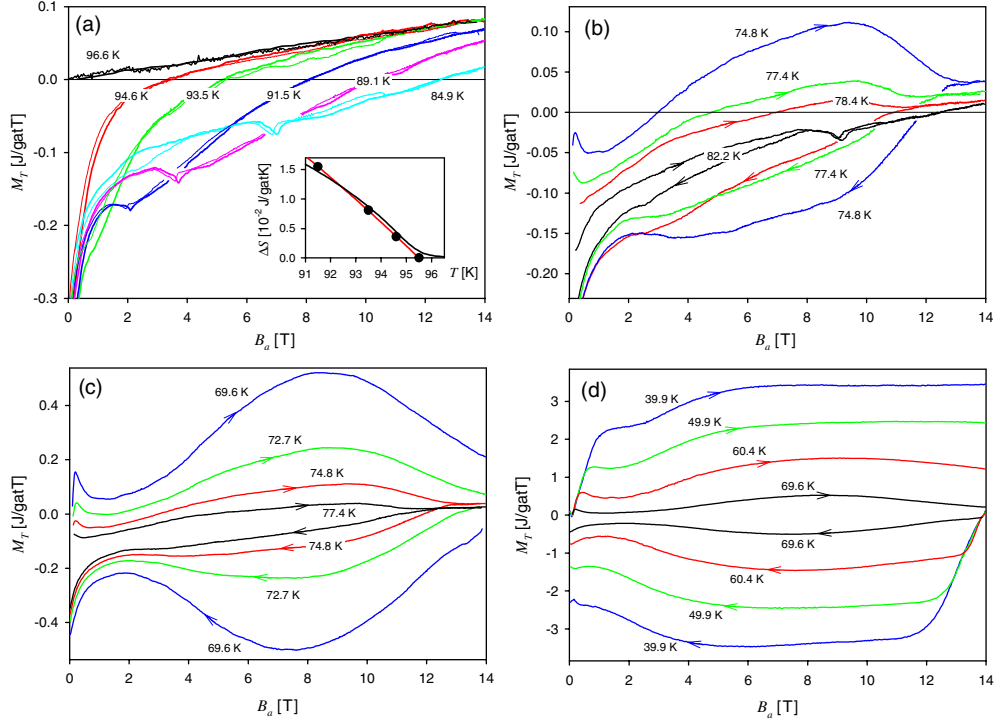 (a)
96.6 K
94.6 K
93.5 K
91.5 K
89.1 K
84.9 K
M_T [J/gatT]
0.1
0.0
-0.1
-0.2
-0.3
0 2 4 6 8 10 12 14
B_a [T]
ΔS [10⁻² J/gatK]
1.5
1.0
0.5
0.0
91 92 93 94 95 T [K]
(b)
74.8 K
77.4 K
78.4 K
82.2 K
77.4 K
74.8 K
M_T [J/gatT]
0.10
0.05
0.00
-0.05
-0.10
-0.15
-0.20
0 2 4 6 8 10 12 14
B_a [T]
(c)
69.6 K
72.7 K
74.8 K
77.4 K
74.8 K
72.7 K
69.6 K
M_T [J/gatT]
0.4
0.2
0.0
-0.2
-0.4
0 2 4 6 8 10 12 14
B_a [T]
(d)
39.9 K
49.9 K
60.4 K
69.6 K
69.6 K
60.4 K
49.9 K
39.9 K
M_T [J/gatT]
3
2
1
0
-1
-2
-3
0 2 4 6 8 10 12 14
B_a [T]